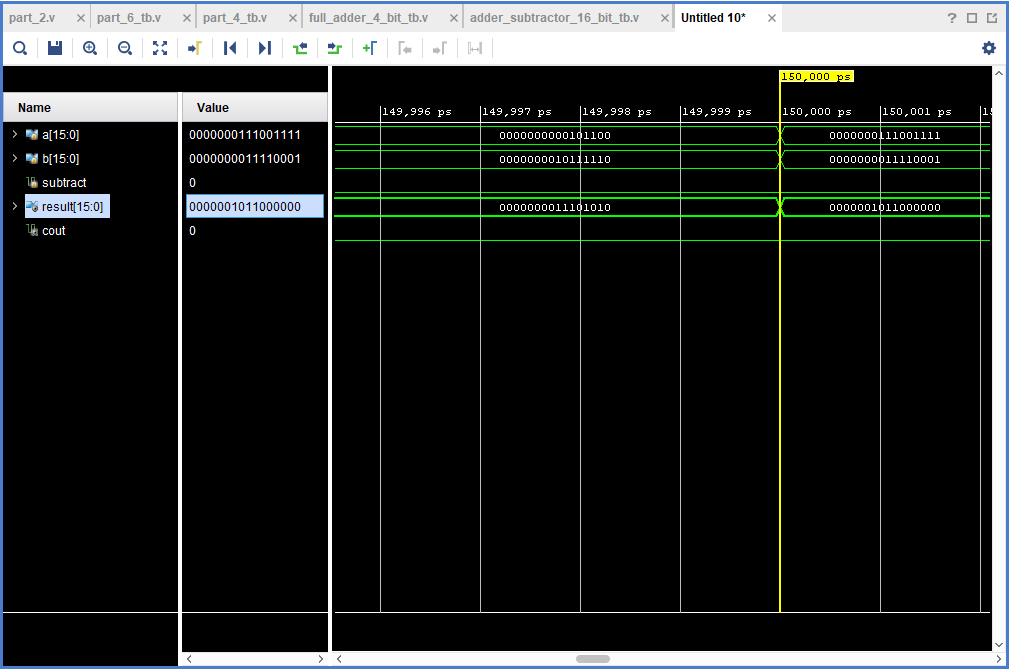 part_2.v part_6_tb.v part_4_tb.v full_adder_4_bit_tb.v adder_subtractor_16_bit_tb.v Untitled 10*
150,000 ps
Name Value
149,996 ps 149,997 ps 149,998 ps 149,999 ps 150,000 ps 150,001 ps
a[15:0] 0000000111001111 0000000000101100 0000000111001111
b[15:0] 0000000011110001 0000000010111110 0000000011110001
subtract 0
result[15:0] 0000001011000000 0000000011101010 0000001011000000
cout 0